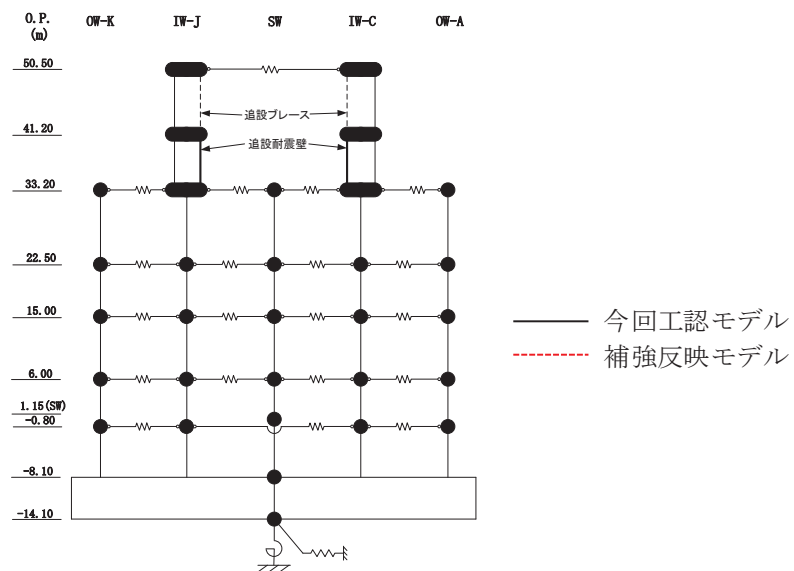 O.P.
(m)
OW-K IW-J SW IW-C OW-A
50.50
追設ブレース
41.20
追設耐震壁
33.20
22.50
15.00
今回工認モデル
補強反映モデル
6.00
1.15(SW)
-0.80
-8.10
-14.10